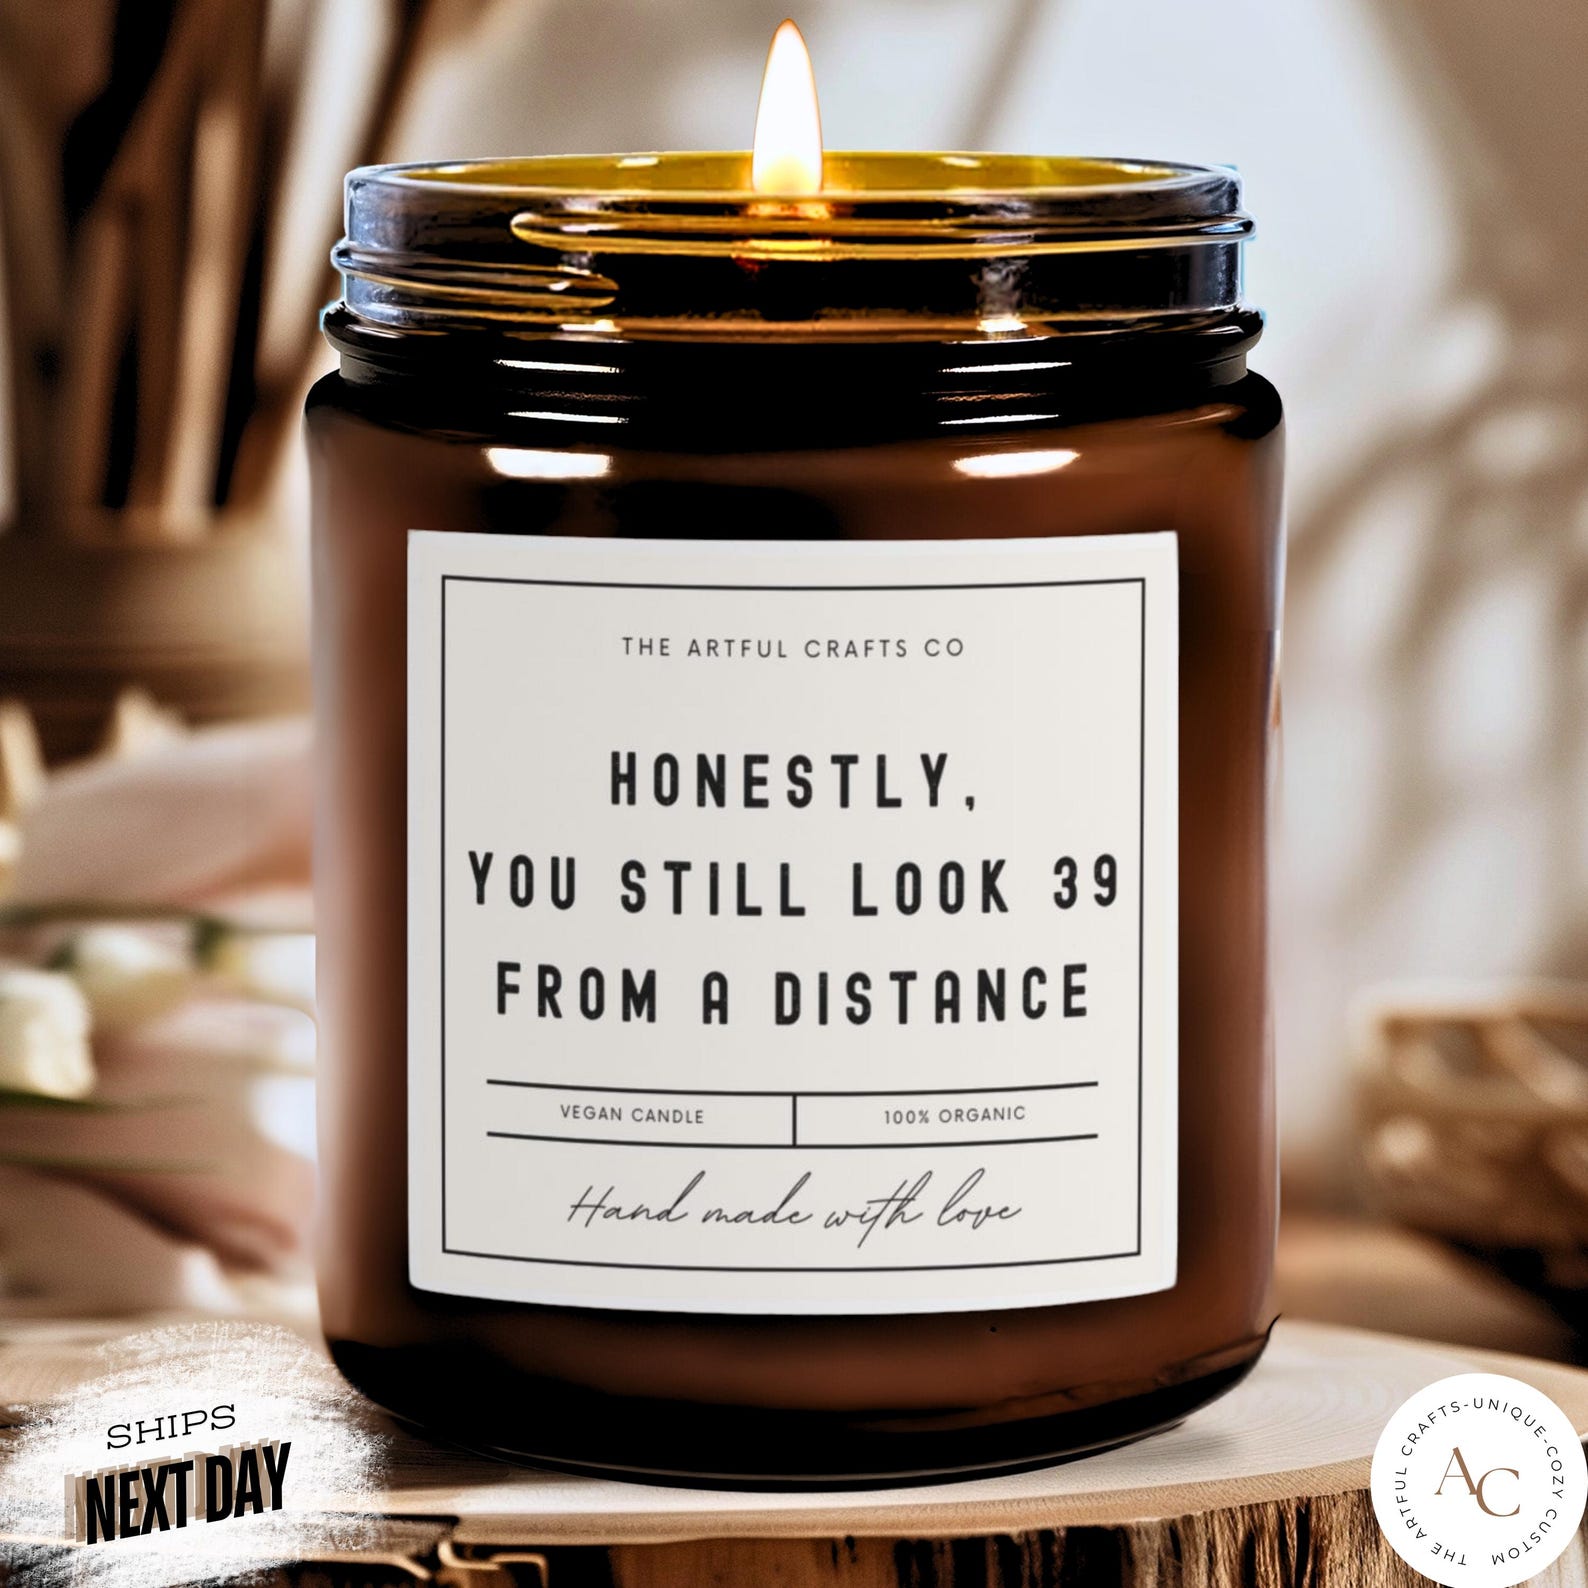 THE ARTFUL CRAFTS CO
HONESTLY,
YOU STILL LOOK 39
FROM A DISTANCE
VEGAN CANDLE 100% ORGANIC
Hand made with love
SHIPS
NEXT DAY
THE ARTFUL CRAFTS-UNIQUE-COZY CUSTOM
AC